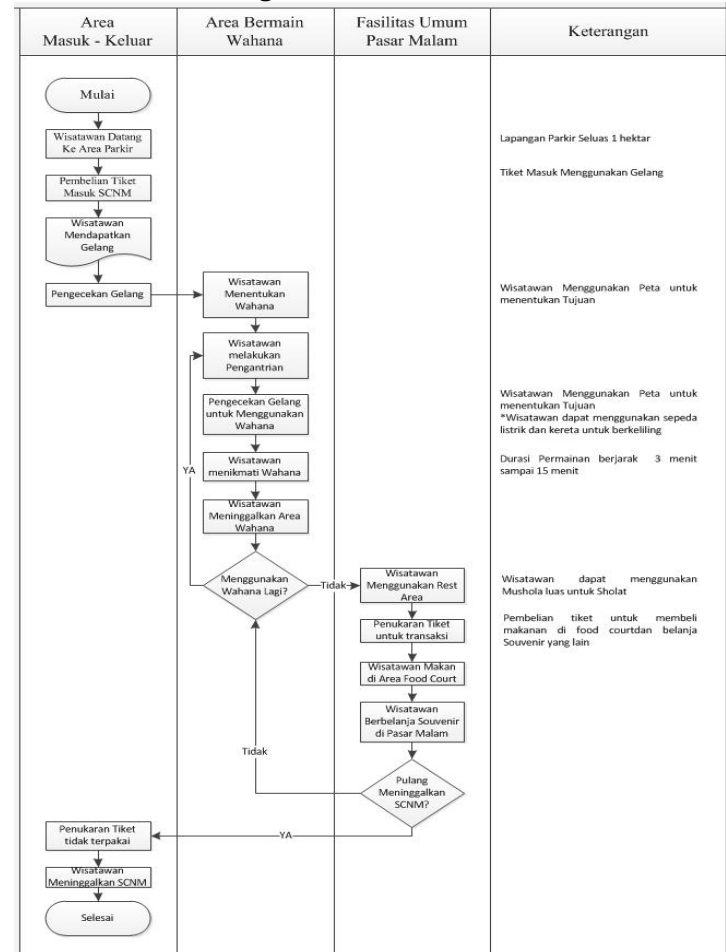 Area
Masuk - Keluar
Area Bermain
Wahana
Fasilitas Umum
Pasar Malam
Keterangan
Mulai
Wisatawan Datang
Ke Area Parkir
Lapangan Parkir Seluas 1 hektar
Pembelian Tiket
Masuk SCNM
Tiket Masuk Menggunakan Gelang
Wisatawan
Mendapatkan
Gelang
Pengecekan Gelang
Wisatawan
Menentukan
Wahana
Wisatawan Menggunakan Peta untuk
menentukan Tujuan
Wisatawan
melakukan
Pengantrian
Pengecekan Gelang
untuk Menggunakan
Wahana
Wisatawan Menggunakan Peta untuk
menentukan Tujuan
*Wisatawan dapat menggunakan sepeda
listrik dan kereta untuk berkeliling
YA
Wisatawan
menikmati Wahana
Durasi Permainan berjarak 3 menit
sampai 15 menit
Wisatawan
Meninggalkan Area
Wahana
Menggunakan
Wahana Lagi?
Tidak
Wisatawan
Menggunakan Rest
Area
Wisatawan dapat menggunakan
Mushola luas untuk Sholat
Penukaran Tiket
untuk transaksi
Pembelian tiket untuk membeli
makanan di food courtdan belanja
Souvenir yang lain
Wisatawan Makan
di Area Food Court
Wisatawan
Berbelanja Souvenir
di Pasar Malam
Tidak
Pulang
Meninggalkan
SCNM?
YA
Penukaran Tiket
tidak terpakai
Wisatawan
Meninggalkan SCNM
Selesai